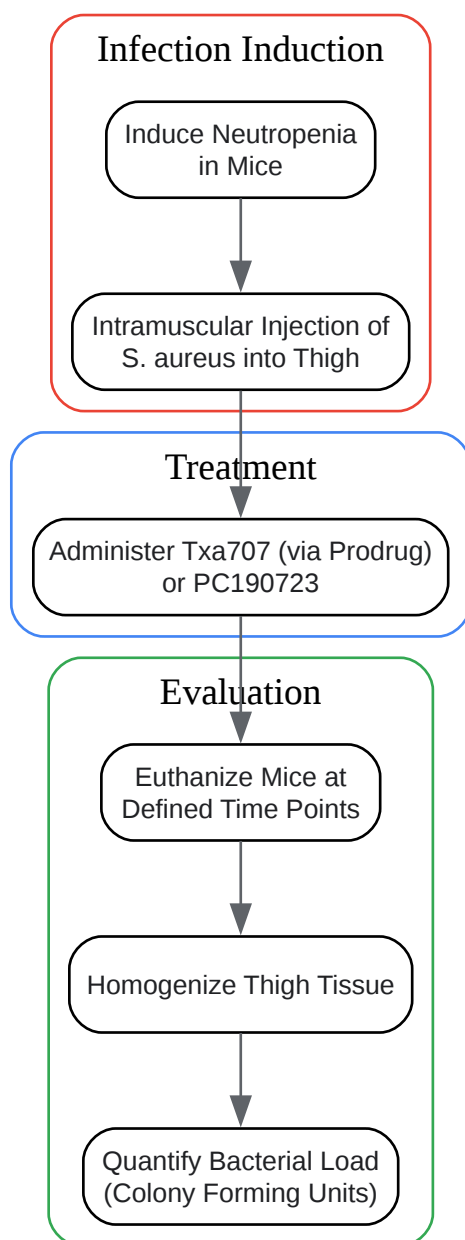 Infection Induction
Induce Neutropenia
in Mice
Intramuscular Injection of
S. aureus into Thigh
Treatment
Administer Txa707 (via Prodrug)
or PC190723
Evaluation
Euthanize Mice at
Defined Time Points
Homogenize Thigh Tissue
Quantify Bacterial Load
(Colony Forming Units)